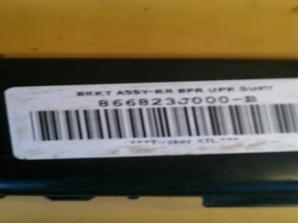 BRKT ASSY-RR BPR UPR SUPT
866823J000-B